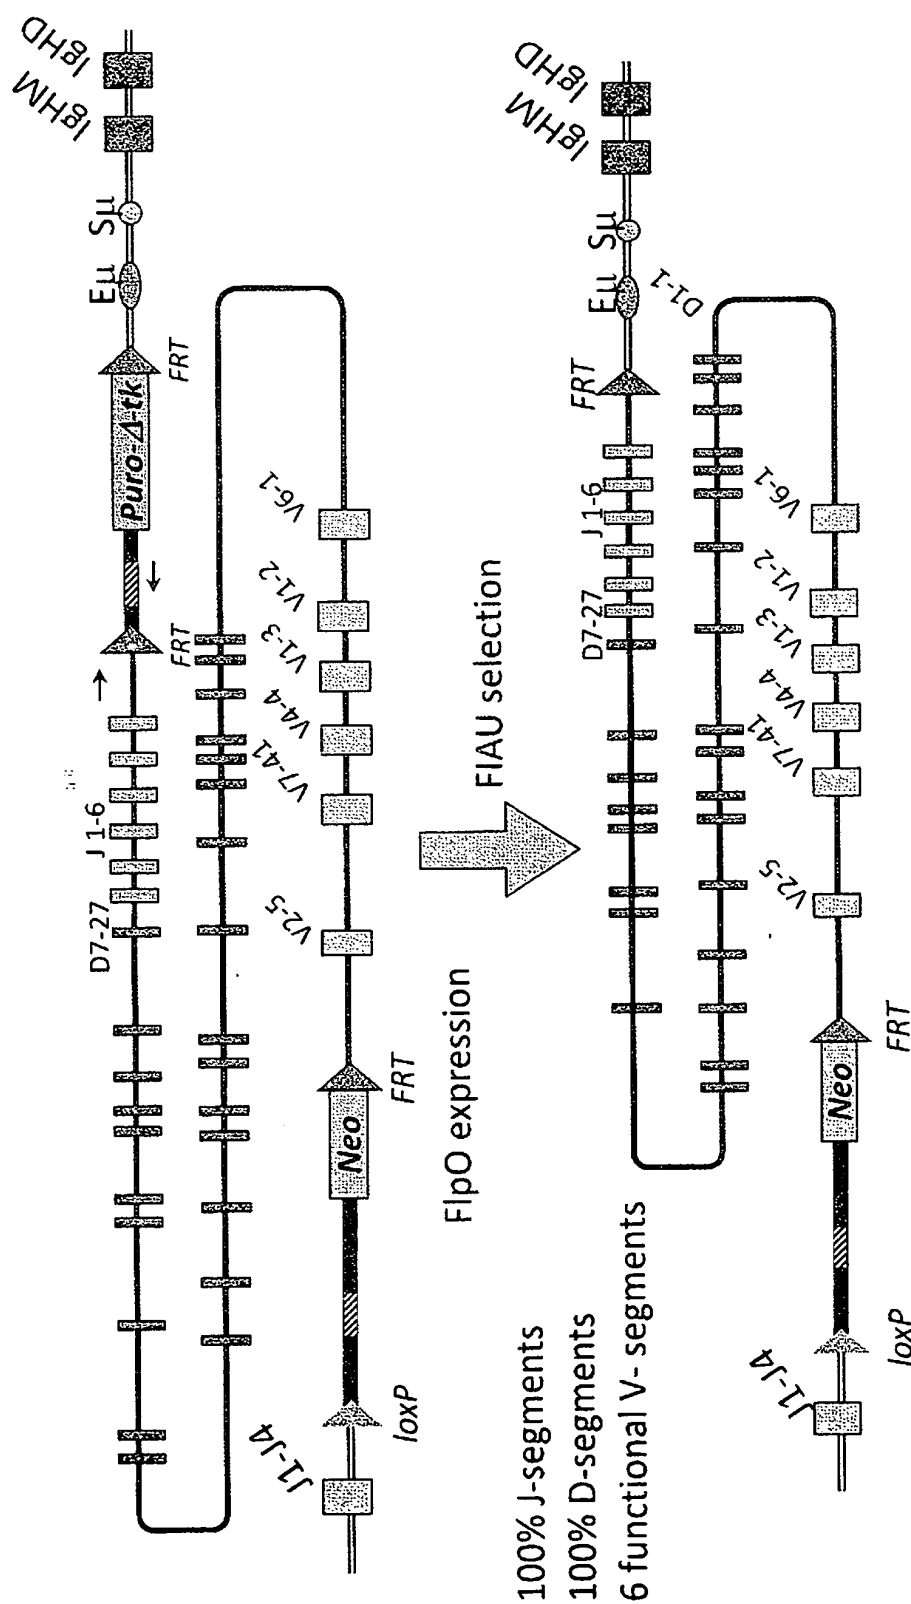 IgHD
IgHM
Sμ
Eμ
Puro-Δ-tk
FRT
FRT
J 1-6
D7-27
V6-1
V1-2
V1-3
V4-4
V7-41
V2-5
FRT
Neo
loxP
J1-J4
FlpO expression
FIAU selection
100% J-segments
100% D-segments
6 functional V- segments
IgHD
IgHM
Sμ
Eμ
FRT
J 1-6
D7-27
D1-1
V6-1
V1-2
V1-3
V4-4
V7-41
V2-5
FRT
Neo
loxP
J1-J4